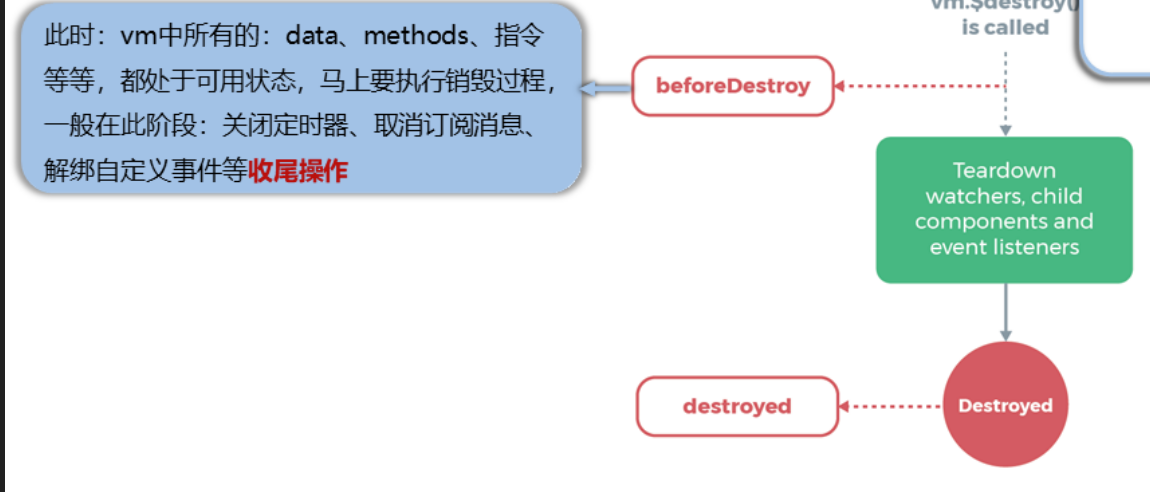 vm.$destroy()
is called
此时：vm中所有的：data、methods、指令
等等，都处于可用状态，马上要执行销毁过程，
一般在此阶段：关闭定时器、取消订阅消息、
解绑自定义事件等收尾操作
beforeDestroy
Teardown
watchers, child
components and
event listeners
destroyed
Destroyed